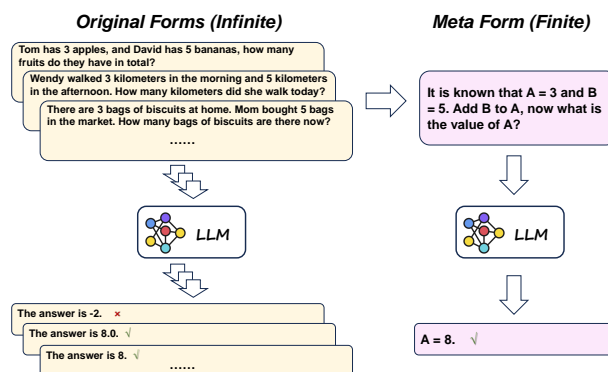 Original Forms (Infinite)
Meta Form (Finite)
Tom has 3 apples, and David has 5 bananas, how many
fruits do they have in total?
Wendy walked 3 kilometers in the morning and 5 kilometers
in the afternoon. How many kilometers did she walk today?
There are 3 bags of biscuits at home. Mom bought 5 bags
in the market. How many bags of biscuits are there now?
......
It is known that A = 3 and B
= 5. Add B to A, now what is
the value of A?
LLM
LLM
The answer is -2. ×
The answer is 8.0. √
The answer is 8. √
......
A = 8. √